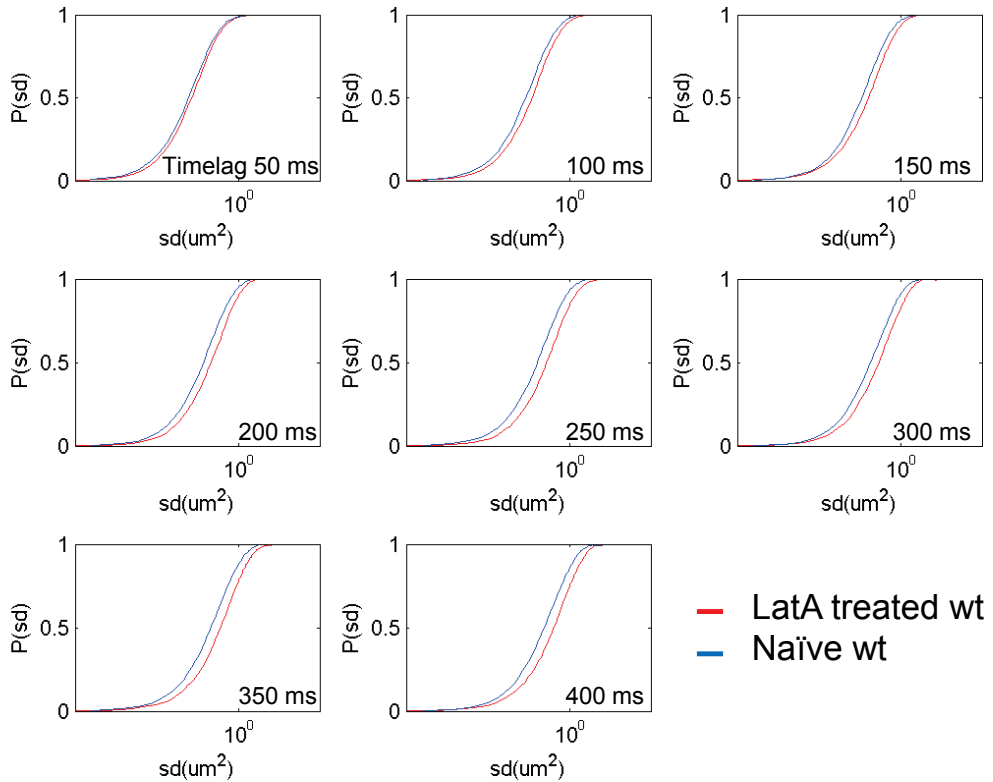 1
P(sd)
0.5
Timelag 50 ms
0
10^0
sd(um^2)
1
P(sd)
0.5
100 ms
0
10^0
sd(um^2)
1
P(sd)
0.5
150 ms
0
10^0
sd(um^2)
1
P(sd)
0.5
200 ms
0
10^0
sd(um^2)
1
P(sd)
0.5
250 ms
0
10^0
sd(um^2)
1
P(sd)
0.5
300 ms
0
10^0
sd(um^2)
1
P(sd)
0.5
350 ms
0
10^0
sd(um^2)
1
P(sd)
0.5
400 ms
0
10^0
sd(um^2)
LatA treated wt
Naïve wt